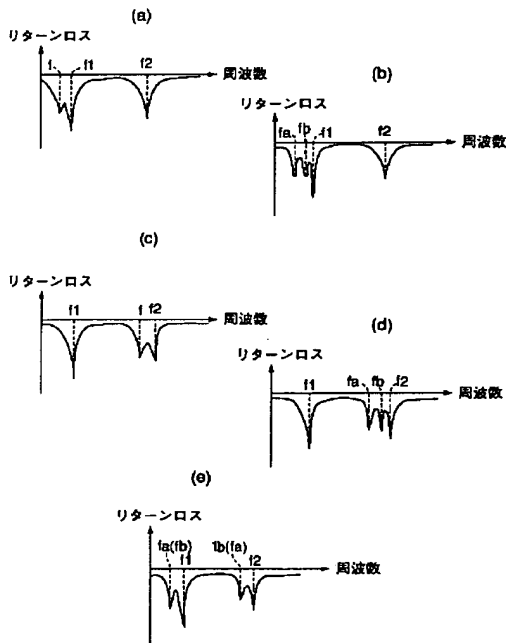 (a)
リターンロス
f f1 f2
周波数
(b)
リターンロス
fa fb f1 f2
周波数
(c)
リターンロス
f1 f f2
周波数
(d)
リターンロス
f1 fa fb f2
周波数
(e)
リターンロス
fa(fb) f1 fb(fa) f2
周波数